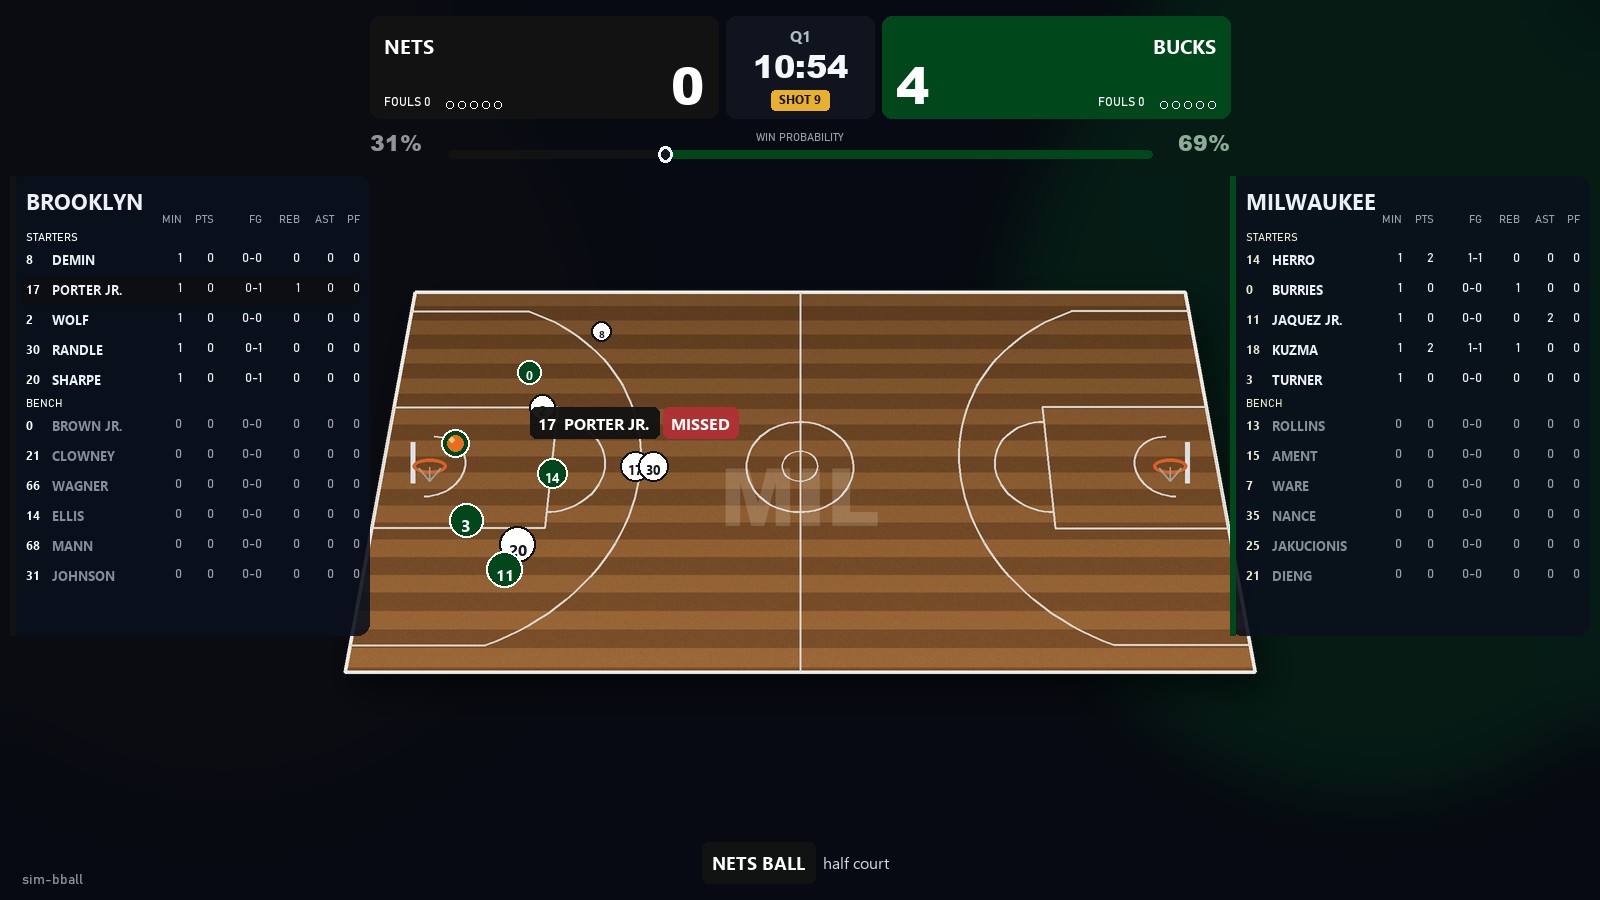 NETS
0
FOULS 0
Q1
10:54
SHOT 9
BUCKS
4
FOULS 0
31%
WIN PROBABILITY
69%
BROOKLYN
MIN PTS FG REB AST PF
STARTERS
8 DEMIN 1 0 0-0 0 0 0
17 PORTER JR. 1 0 0-1 1 0 0
2 WOLF 1 0 0-0 0 0 0
30 RANDLE 1 0 0-1 0 0 0
20 SHARPE 1 0 0-1 0 0 0
BENCH
0 BROWN JR. 0 0 0-0 0 0 0
21 CLOWNEY 0 0 0-0 0 0 0
66 WAGNER 0 0 0-0 0 0 0
14 ELLIS 0 0 0-0 0 0 0
68 MANN 0 0 0-0 0 0 0
31 JOHNSON 0 0 0-0 0 0 0
8
0
17 PORTER JR. MISSED
17
30
14
3
20
11
MIL
MILWAUKEE
MIN PTS FG REB AST PF
STARTERS
14 HERRO 1 2 1-1 0 0 0
0 BURRIES 1 0 0-0 1 0 0
11 JAQUEZ JR. 1 0 0-0 0 2 0
18 KUZMA 1 2 1-1 1 0 0
3 TURNER 1 0 0-0 0 0 0
BENCH
13 ROLLINS 0 0 0-0 0 0 0
15 AMENT 0 0 0-0 0 0 0
7 WARE 0 0 0-0 0 0 0
35 NANCE 0 0 0-0 0 0 0
25 JAKUCIONIS 0 0 0-0 0 0 0
21 DIENG 0 0 0-0 0 0 0
NETS BALL half court
sim-bball